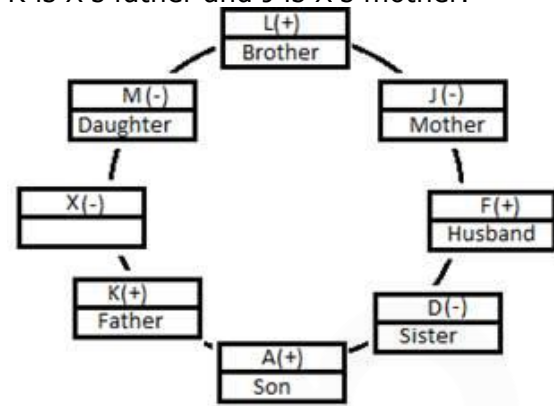 K is X's father and J is X's mother.
L(+)
Brother
M(-)
Daughter
J(-)
Mother
X(-)
F(+)
Husband
K(+)
Father
D(-)
Sister
A(+)
Son